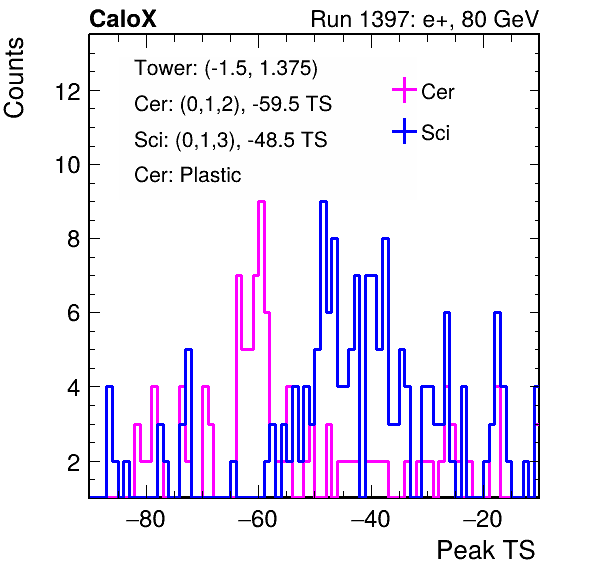 CaloX Run 1397: e+, 80 GeV
Counts
Tower: (-1.5, 1.375)
Cer: (0,1,2), -59.5 TS
Sci: (0,1,3), -48.5 TS
Cer: Plastic
Cer
Sci
12
10
8
6
4
2
−80 −60 −40 −20
Peak TS